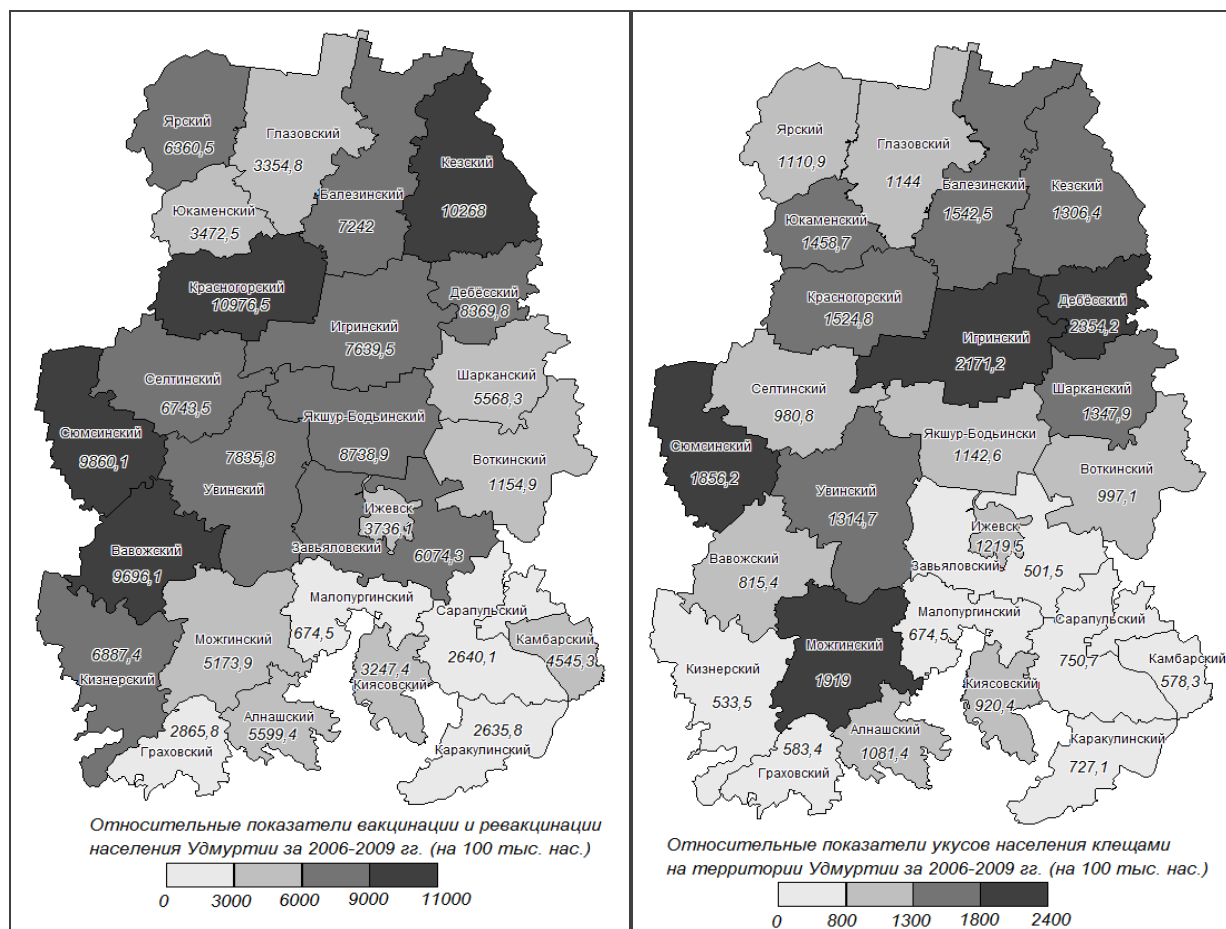 Ярский
6360,5
Глазовский
3354,8
Кезский
10268
Балезинский
7242
Юкаменский
3472,5
Красногорский
10976,5
Дебёсский
8369,8
Игринский
7639,5
Шарканский
5568,3
Селтинский
6743,5
Якшур-Бодьинский
8738,9
Сюмсинский
9860,1
7835,8
Увинский
Воткинский
1154,9
Ижевск
3736,1
Завьяловский
6074,3
Вавожский
9696,1
Малопургинский
674,5
Сарапульский
2640,1
Камбарский
4545,3
Можгинский
5173,9
6887,4
Кизнерский
3247,4
Киясовский
Алнашский
5599,4
2865,8
Граховский
2635,8
Каракулинский
Относительные показатели вакцинации и ревакцинации
населения Удмуртии за 2006-2009 гг. (на 100 тыс. нас.)
0 3000 6000 9000 11000
Ярский
1110,9
Глазовский
1144
Кезский
1306,4
Балезинский
1542,5
Юкаменский
1458,7
Красногорский
1524,8
Дебёсский
2354,2
Игринский
2171,2
Шарканский
1347,9
Селтинский
980,8
Якшур-Бодьински
1142,6
Сюмсинский
1856,2
Увинский
1314,7
Воткинский
997,1
Ижевск
1219,5
Завьяловский
501,5
Вавожский
815,4
Малопургинский
674,5
Сарапульский
750,7
Камбарский
578,3
Можгинский
1919
Кизнерский
533,5
Киясовский
920,4
Алнашский
1081,4
583,4
Граховский
Каракулинский
727,1
Относительные показатели укусов населения клещами
на территории Удмуртии за 2006-2009 гг. (на 100 тыс. нас.)
0 800 1300 1800 2400